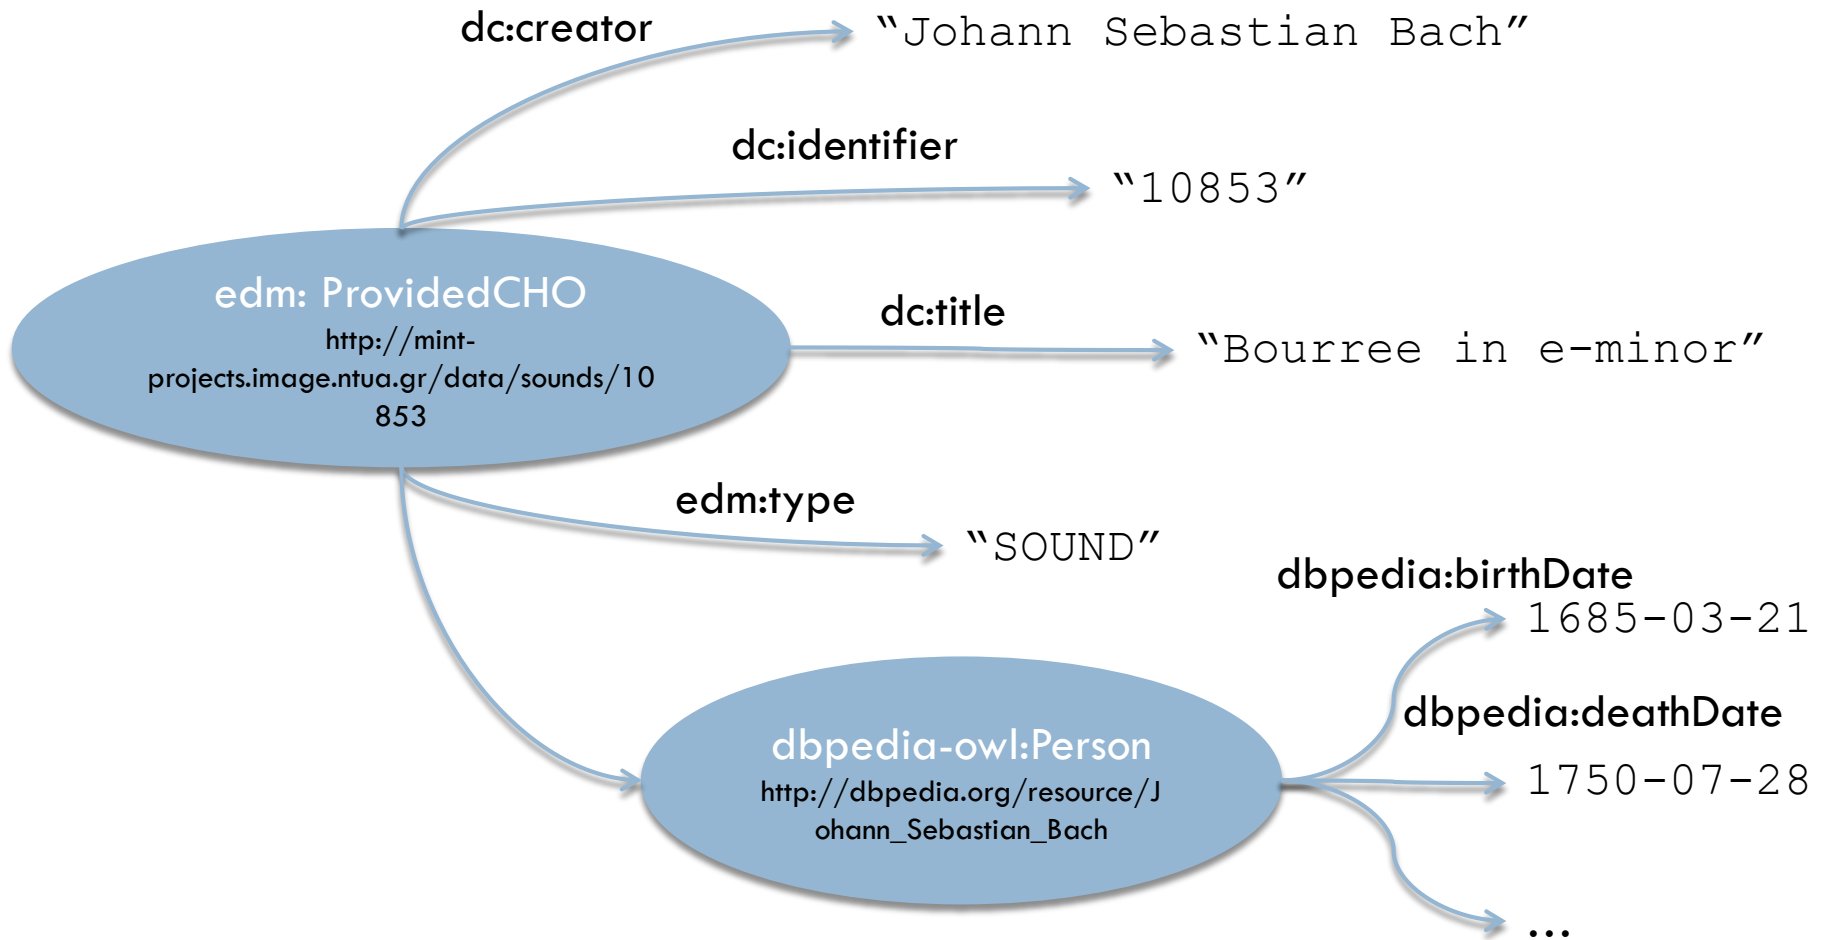 dc:creator
“Johann Sebastian Bach”
dc:identifier
“10853”
edm: ProvidedCHO
http://mint-
projects.image.ntua.gr/data/sounds/10
853
dc:title
“Bourree in e-minor”
edm:type
“SOUND”
dbpedia:birthDate
1685-03-21
dbpedia:deathDate
1750-07-28
dbpedia-owl:Person
http://dbpedia.org/resource/J
ohann_Sebastian_Bach
...